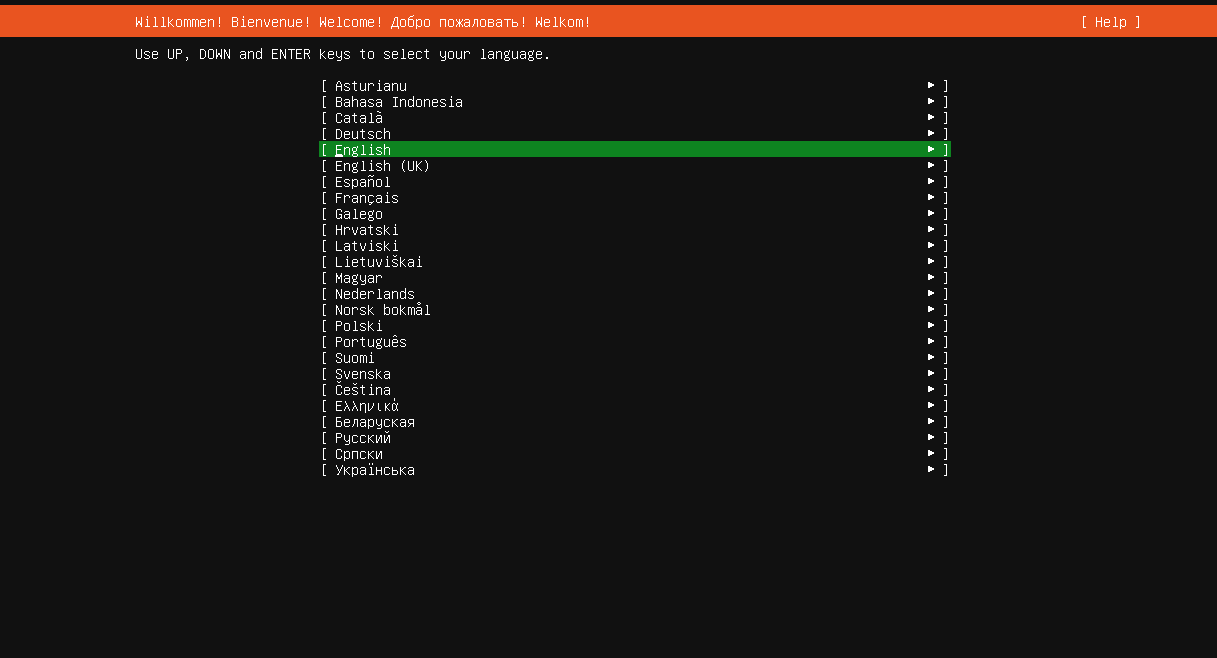 Willkommen! Bienvenue! Welcome! Добро пожаловать! Welkom! [ Help ]
Use UP, DOWN and ENTER keys to select your language.
[ Asturianu ► ]
[ Bahasa Indonesia ► ]
[ Català ► ]
[ Deutsch ► ]
[ English ► ]
[ English (UK) ► ]
[ Español ► ]
[ Français ► ]
[ Galego ► ]
[ Hrvatski ► ]
[ Latviski ► ]
[ Lietuviškai ► ]
[ Magyar ► ]
[ Nederlands ► ]
[ Norsk bokmål ► ]
[ Polski ► ]
[ Português ► ]
[ Suomi ► ]
[ Svenska ► ]
[ Čeština ► ]
[ Ελληνικά ► ]
[ Беларуская ► ]
[ Русский ► ]
[ Српски ► ]
[ Українська ► ]